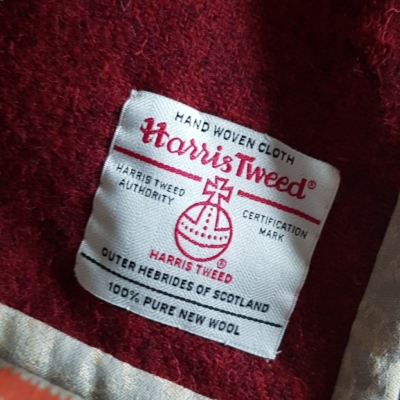 HAND WOVEN CLOTH
Harris Tweed®
HARRIS TWEED
AUTHORITY
CERTIFICATION
MARK
®
HARRIS TWEED
OUTER HEBRIDES OF SCOTLAND
100% PURE NEW WOOL